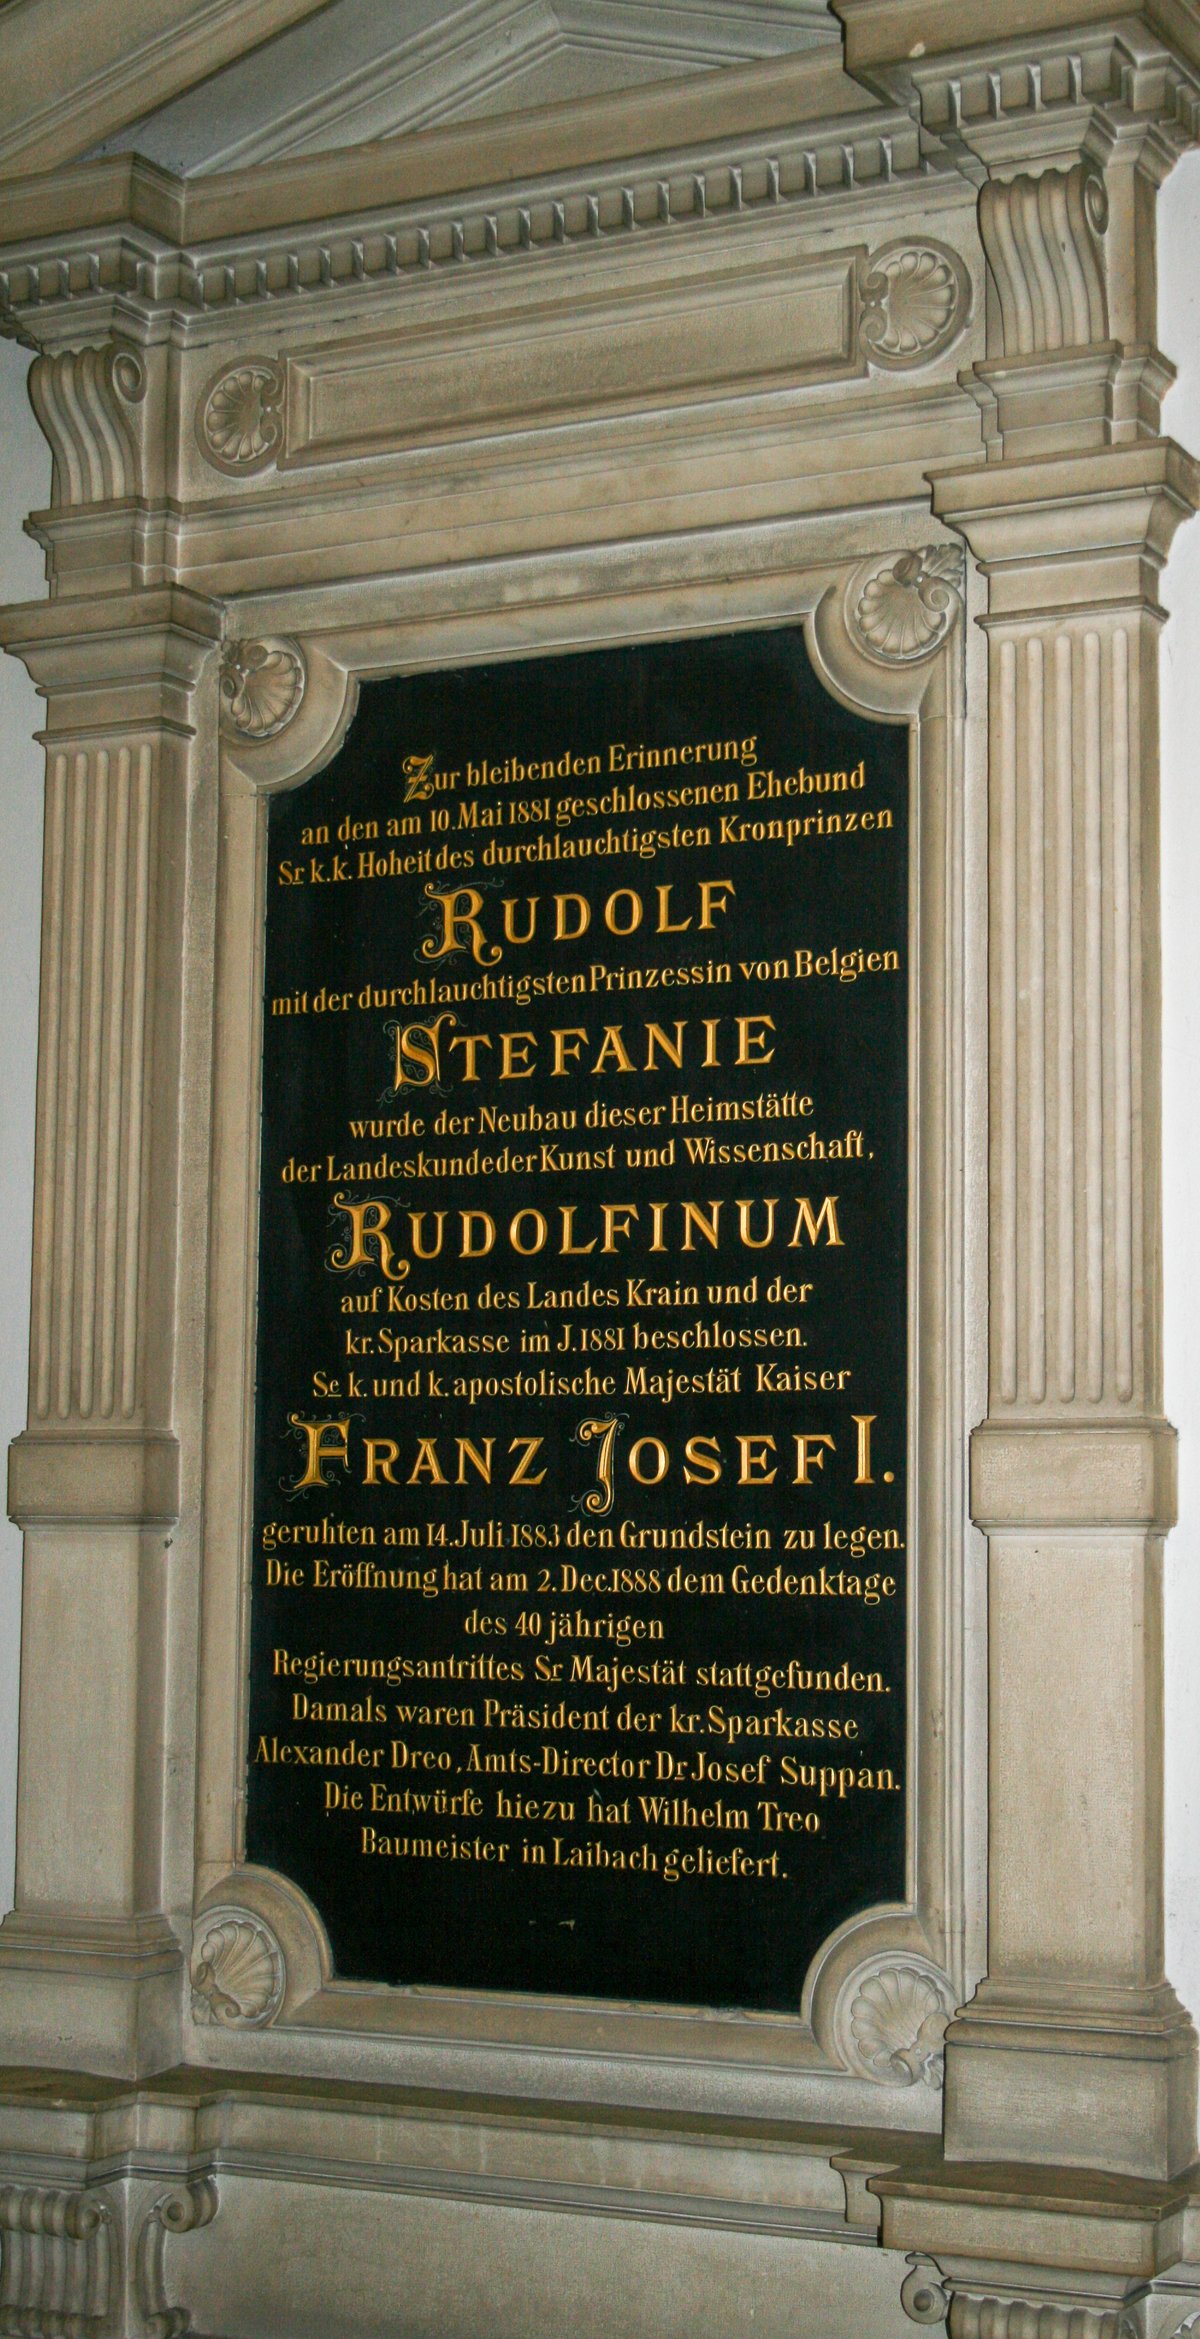 Zur bleibenden Erinnerung
an den am 10. Mai 1881 geschlossenen Ehebund
Sr k.k. Hoheit des durchlauchtigsten Kronprinzen
RUDOLF
mit der durchlauchtigsten Prinzessin von Belgien
STEFANIE
wurde der Neubau dieser Heimstätte
der Landeskunde der Kunst und Wissenschaft,
RUDOLFINUM
auf Kosten des Landes Krain und der
kr. Sparkasse im J. 1881 beschlossen.
Se k. und k. apostolische Majestät Kaiser
FRANZ JOSEF I.
geruhten am 14. Juli 1883 den Grundstein zu legen.
Die Eröffnung hat am 2. Dec. 1888 dem Gedenktage
des 40 jährigen
Regierungsantrittes Sr Majestät stattgefunden.
Damals waren Präsident der kr. Sparkasse
Alexander Dreo, Amts-Director Dr Josef Suppan.
Die Entwürfe hiezu hat Wilhelm Treo
Baumeister in Laibach geliefert.